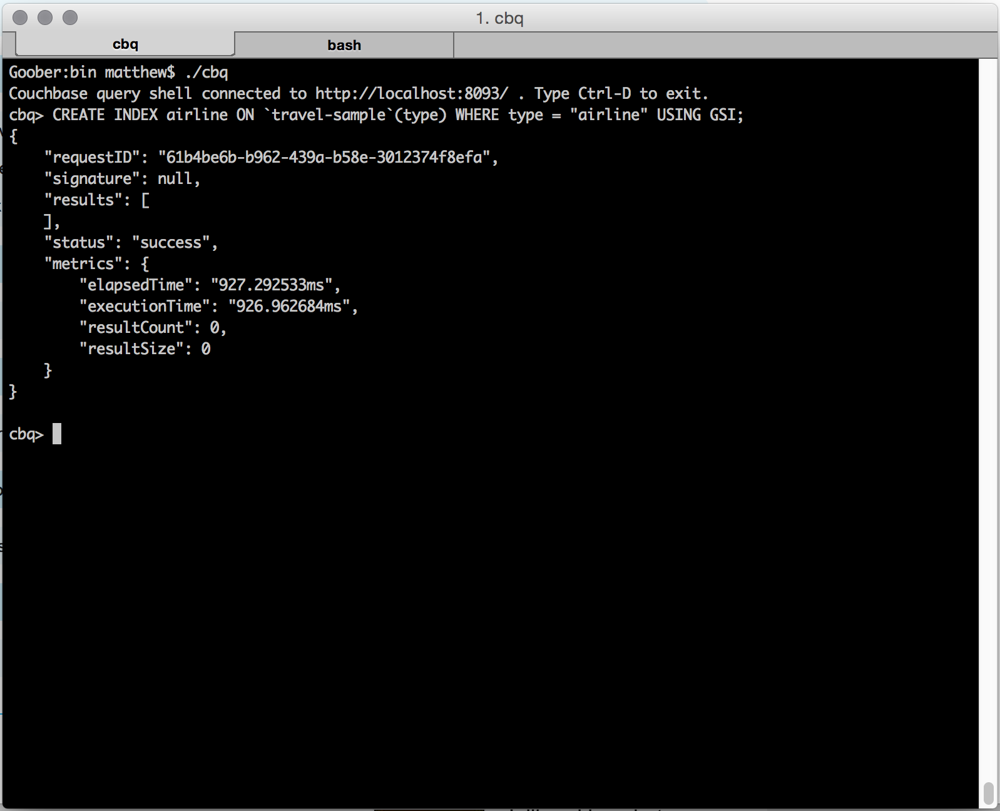 1. cbq
cbq
bash
Goober:bin matthew$ ./cbq
Couchbase query shell connected to http://localhost:8093/ . Type Ctrl-D to exit.
cbq> CREATE INDEX airline ON `travel-sample`(type) WHERE type = "airline" USING GSI;
{
    "requestID": "61b4be6b-b962-439a-b58e-3012374f8efa",
    "signature": null,
    "results": [
    ],
    "status": "success",
    "metrics": {
        "elapsedTime": "927.292533ms",
        "executionTime": "926.962684ms",
        "resultCount": 0,
        "resultSize": 0
    }
}
cbq>